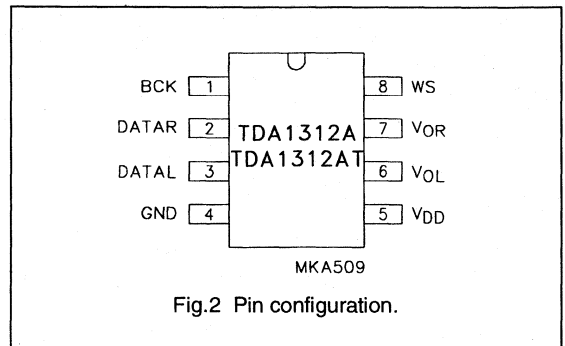 BCK 1 8 WS
DATAR 2 TDA1312A 7 VOR
DATAL 3 TDA1312AT 6 VOL
GND 4 5 VDD
MKA509
Fig.2 Pin configuration.